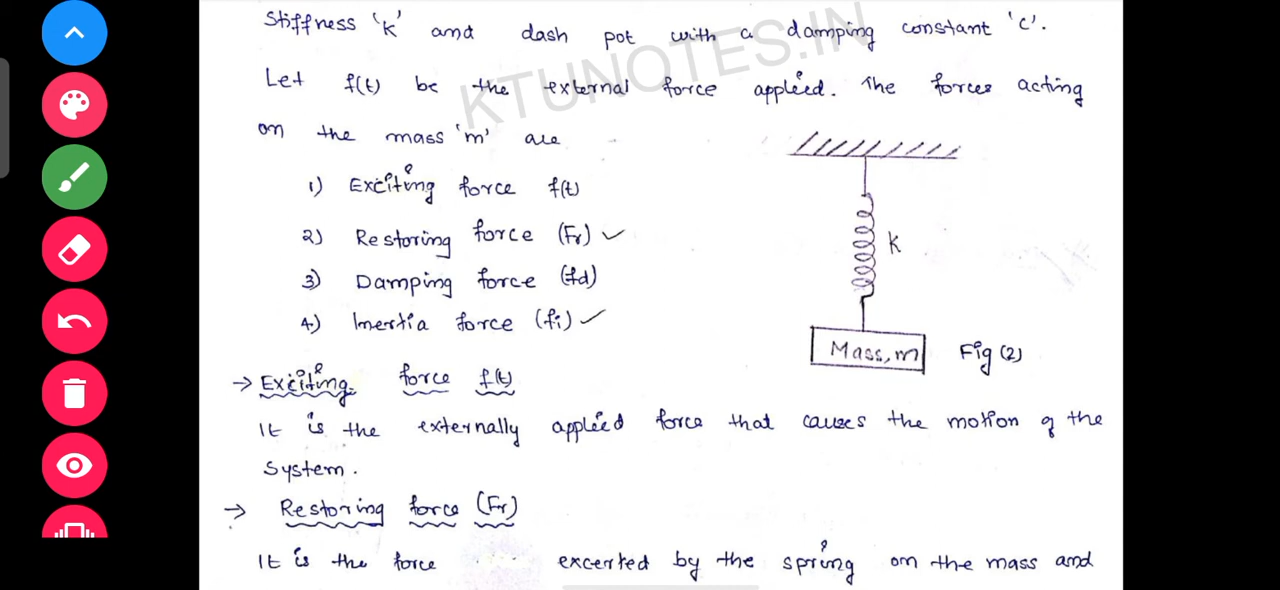 Stiffness 'k' and dash pot with a damping constant 'c'.
Let f(t) be the external force applied. The forces acting
on the mass 'm' are
1) Exciting force f(t)
2) Restoring force (Fr) ✓
3) Damping force (fd)
4) Inertia force (fi) ✓
K
Mass, m
Fig (2)
→ Exciting force f(t)
It is the externally applied force that causes the motion of the
system.
→ Restoring force (Fr)
It is the force excerted by the spring on the mass and
KTUNOTES.IN